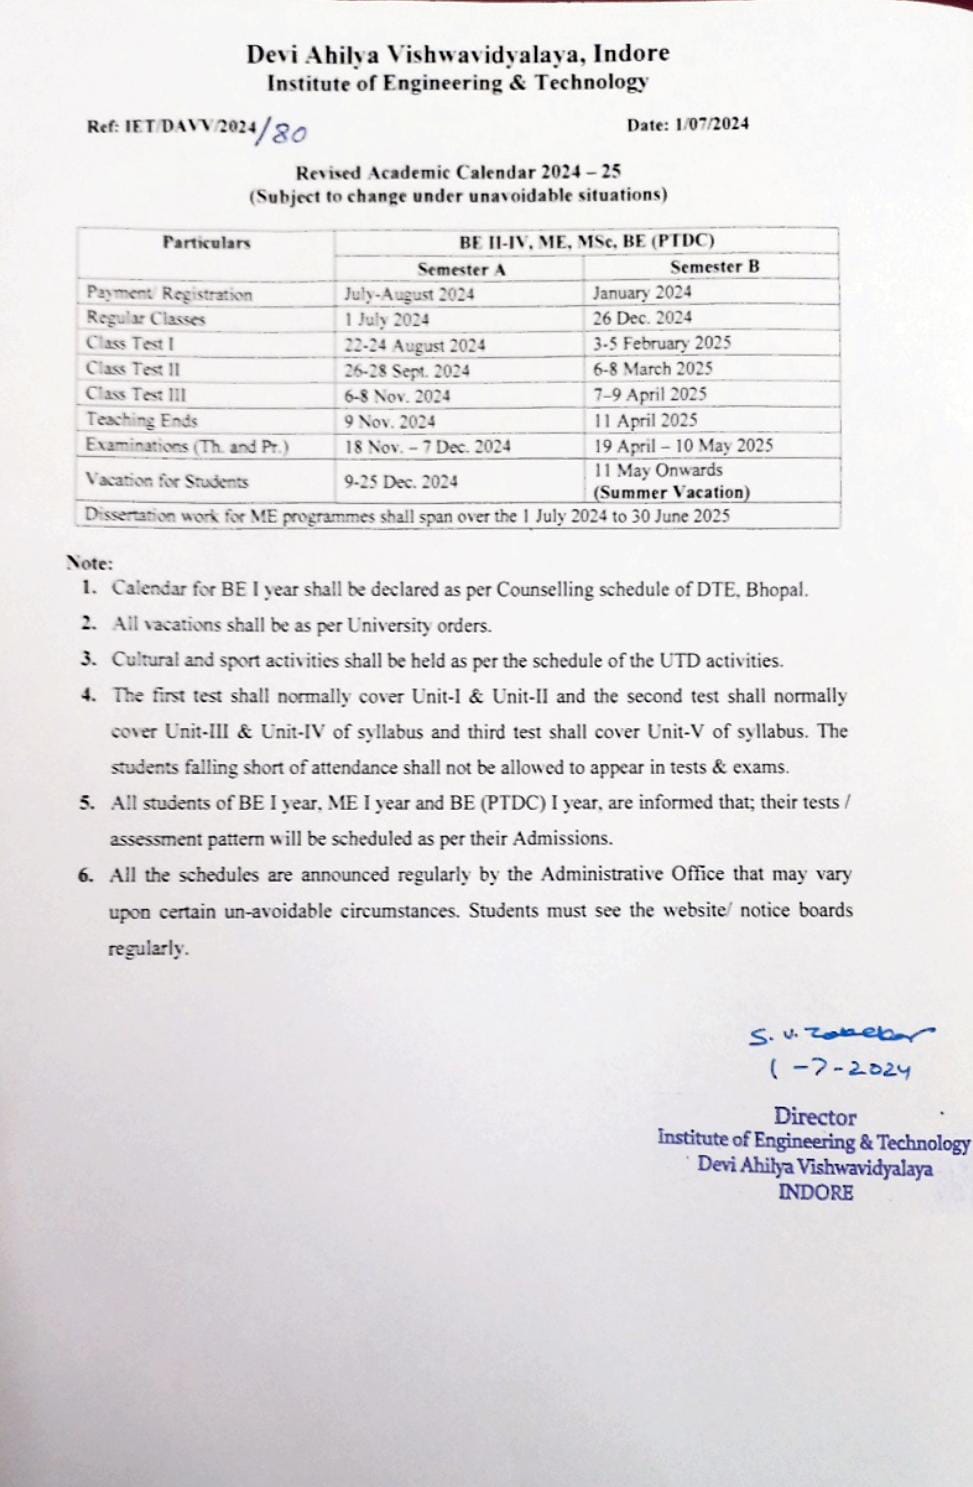 Devi Ahilya Vishwavidyalaya, Indore
Institute of Engineering & Technology
Ref: IET/DAVV/2024/80 Date: 1/07/2024
Revised Academic Calendar 2024 – 25
(Subject to change under unavoidable situations)
Particulars BE II-IV, ME, MSc, BE (PTDC)
Semester A Semester B
Payment/ Registration July-August 2024 January 2024
Regular Classes 1 July 2024 26 Dec. 2024
Class Test I 22-24 August 2024 3-5 February 2025
Class Test II 26-28 Sept. 2024 6-8 March 2025
Class Test III 6-8 Nov. 2024 7–9 April 2025
Teaching Ends 9 Nov. 2024 11 April 2025
Examinations (Th. and Pr.) 18 Nov. – 7 Dec. 2024 19 April – 10 May 2025
Vacation for Students 9-25 Dec. 2024 11 May Onwards
(Summer Vacation)
Dissertation work for ME programmes shall span over the 1 July 2024 to 30 June 2025
Note:
1. Calendar for BE I year shall be declared as per Counselling schedule of DTE, Bhopal.
2. All vacations shall be as per University orders.
3. Cultural and sport activities shall be held as per the schedule of the UTD activities.
4. The first test shall normally cover Unit-I & Unit-II and the second test shall normally
cover Unit-III & Unit-IV of syllabus and third test shall cover Unit-V of syllabus. The
students falling short of attendance shall not be allowed to appear in tests & exams.
5. All students of BE I year, ME I year and BE (PTDC) I year, are informed that; their tests /
assessment pattern will be scheduled as per their Admissions.
6. All the schedules are announced regularly by the Administrative Office that may vary
upon certain un-avoidable circumstances. Students must see the website/ notice boards
regularly.
S. V.
1-7-2024
Director
Institute of Engineering & Technology
Devi Ahilya Vishwavidyalaya
INDORE